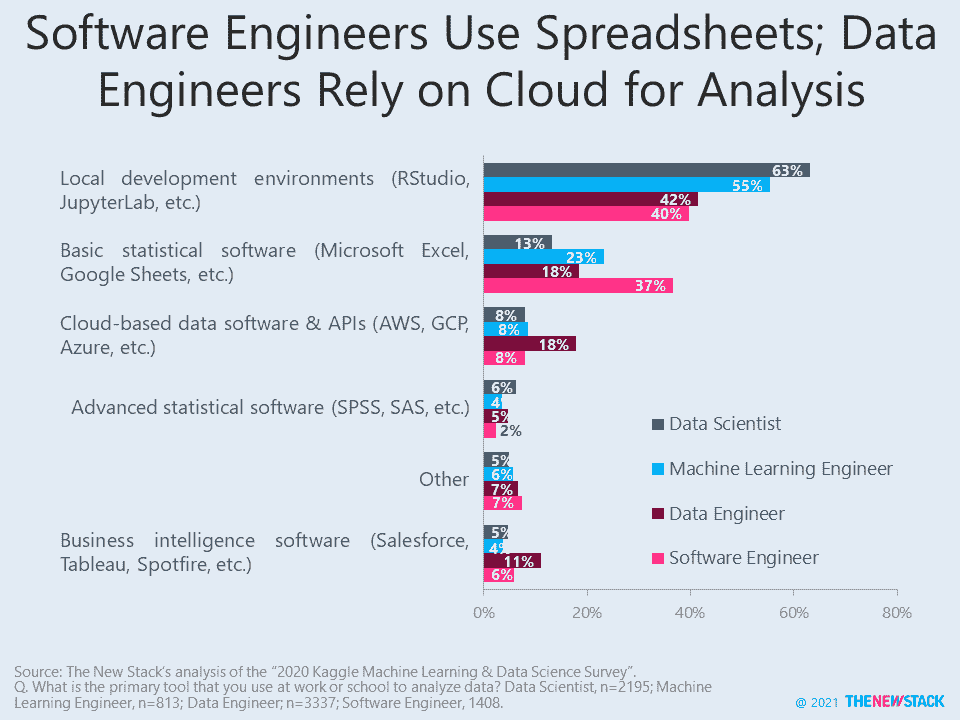 Software Engineers Use Spreadsheets; Data
Engineers Rely on Cloud for Analysis
Local development environments (RStudio,
JupyterLab, etc.)
63%
55%
42%
40%
Basic statistical software (Microsoft Excel,
Google Sheets, etc.)
13%
23%
18%
37%
Cloud-based data software & APIs (AWS, GCP,
Azure, etc.)
8%
8%
18%
8%
Advanced statistical software (SPSS, SAS, etc.)
6%
4%
5%
2%
Other
5%
6%
7%
7%
Business intelligence software (Salesforce,
Tableau, Spotfire, etc.)
5%
4%
11%
6%
Data Scientist
Machine Learning Engineer
Data Engineer
Software Engineer
0% 20% 40% 60% 80%
Source: The New Stack's analysis of the “2020 Kaggle Machine Learning & Data Science Survey”.
Q. What is the primary tool that you use at work or school to analyze data? Data Scientist, n=2195; Machine
Learning Engineer, n=813; Data Engineer; n=3337; Software Engineer, 1408.
@ 2021 THENEWSTACK